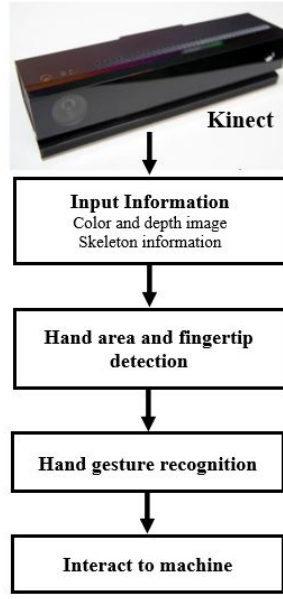 Kinect
Input Information
Color and depth image
Skeleton information
Hand area and fingertip
detection
Hand gesture recognition
Interact to machine